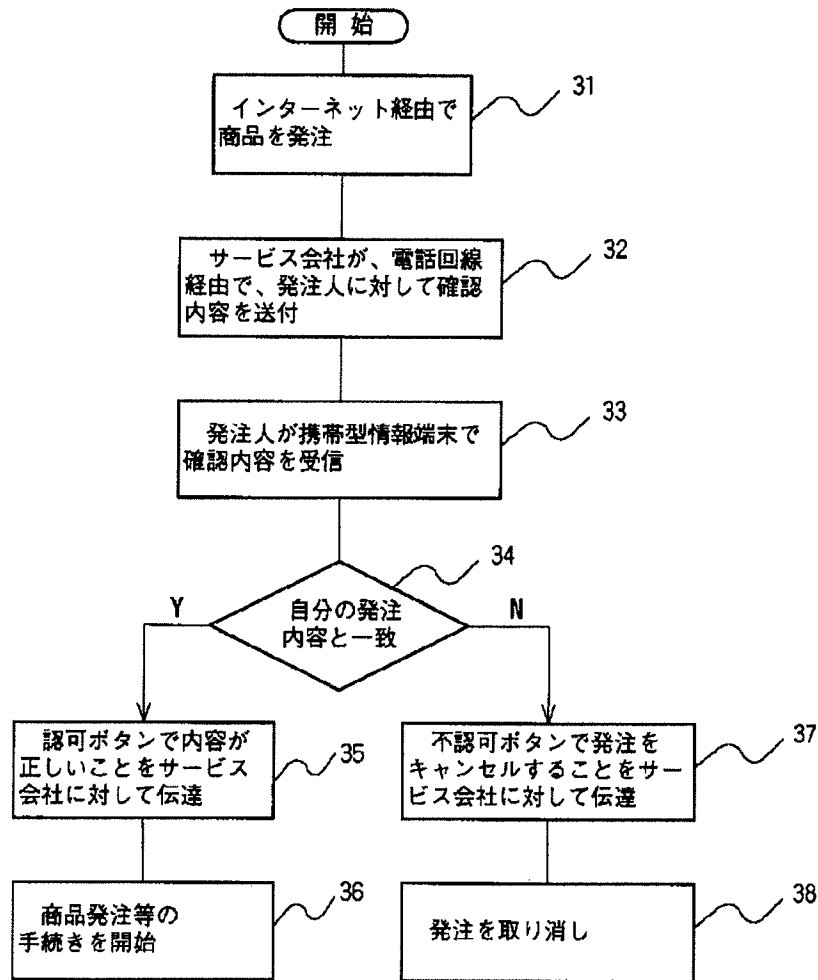 開 始
インターネット経由で
商品を発注
31
サービス会社が、電話回線
経由で、発注人に対して確認
内容を送付
32
発注人が携帯型情報端末で
確認内容を受信
33
34
自分の発注
内容と一致
Y
N
認可ボタンで内容が
正しいことをサービス
会社に対して伝達
35
不認可ボタンで発注を
キャンセルすることをサー
ビス会社に対して伝達
37
商品発注等の
手続きを開始
36
発注を取り消し
38